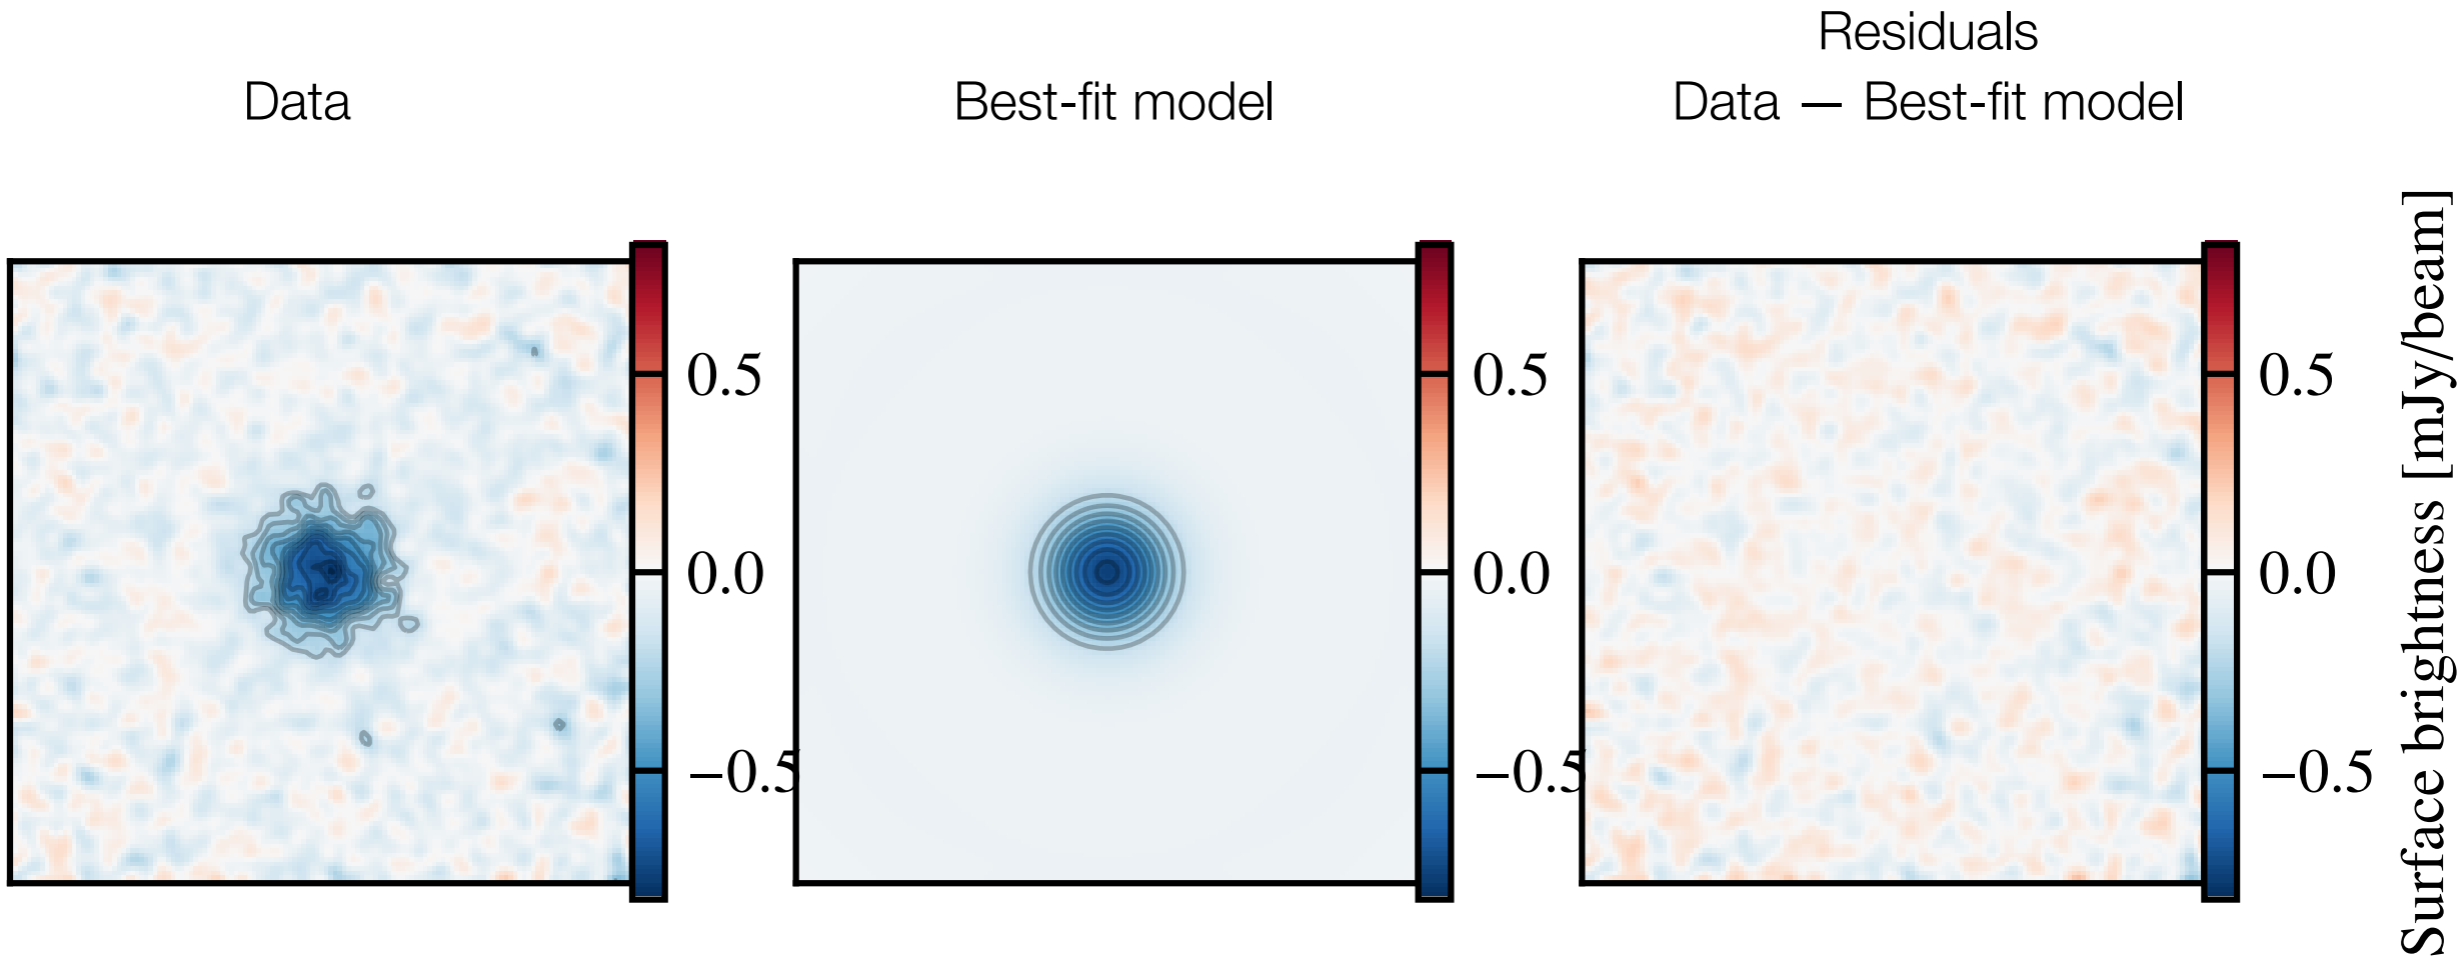 Residuals
Data
Best-fit model
Data — Best-fit model
0.5
0.0
−0.5
0.5
0.0
−0.5
0.5
0.0
−0.5
Surface brightness [mJy/beam]